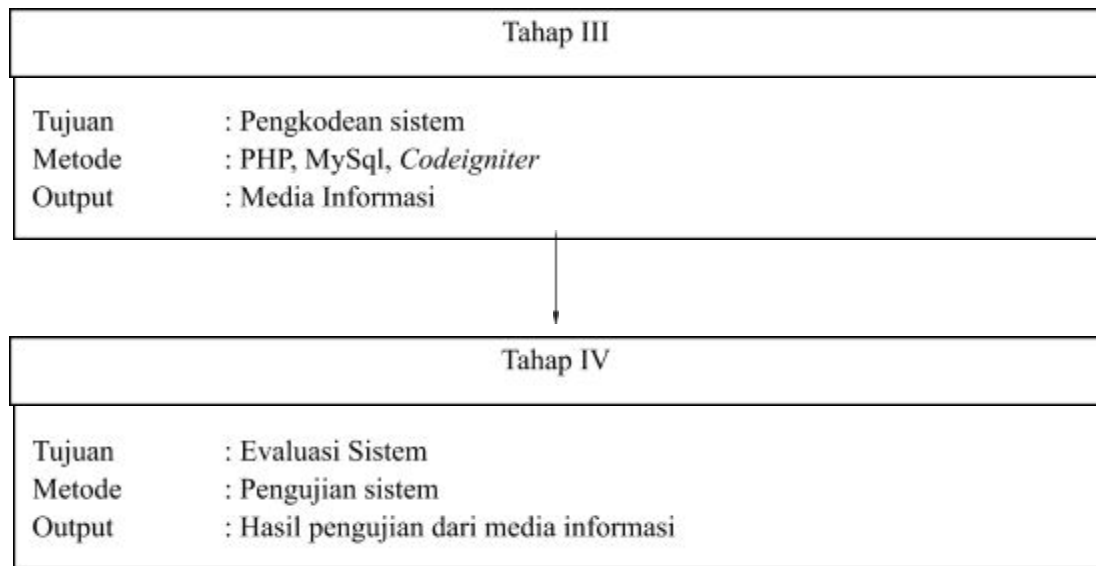 Tahap III
Tujuan : Pengkodean sistem
Metode : PHP, MySql, Codeigniter
Output : Media Informasi
Tahap IV
Tujuan : Evaluasi Sistem
Metode : Pengujian sistem
Output : Hasil pengujian dari media informasi